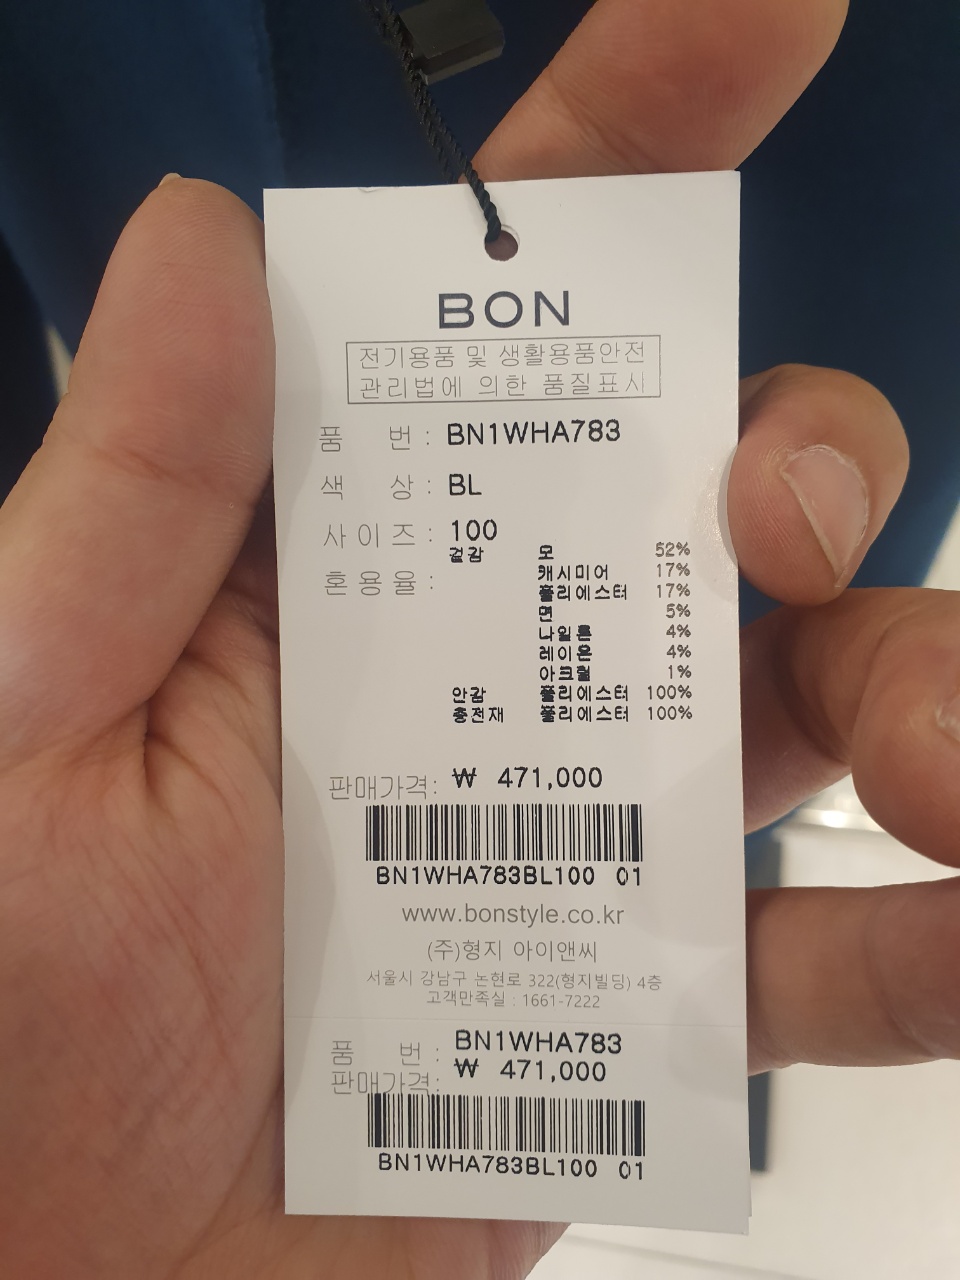 BON
전기용품 및 생활용품안전
관리법에 의한 품질표시
품 번 : BN1WHA783
색 상 : BL
사이즈 : 100
혼용율 :
겉감 모 52%
캐시미어 17%
폴리에스터 17%
면 5%
나일론 4%
레이온 4%
아크릴 1%
안감 폴리에스터 100%
충전재 폴리에스터 100%
판매가격: ₩ 471,000
BN1WHA783BL100 01
www.bonstyle.co.kr
(주)형지 아이앤씨
서울시 강남구 논현로 322(형지빌딩) 4층
고객만족실 : 1661-7222
품 번 : BN1WHA783
판매가격: ₩ 471,000
BN1WHA783BL100 01